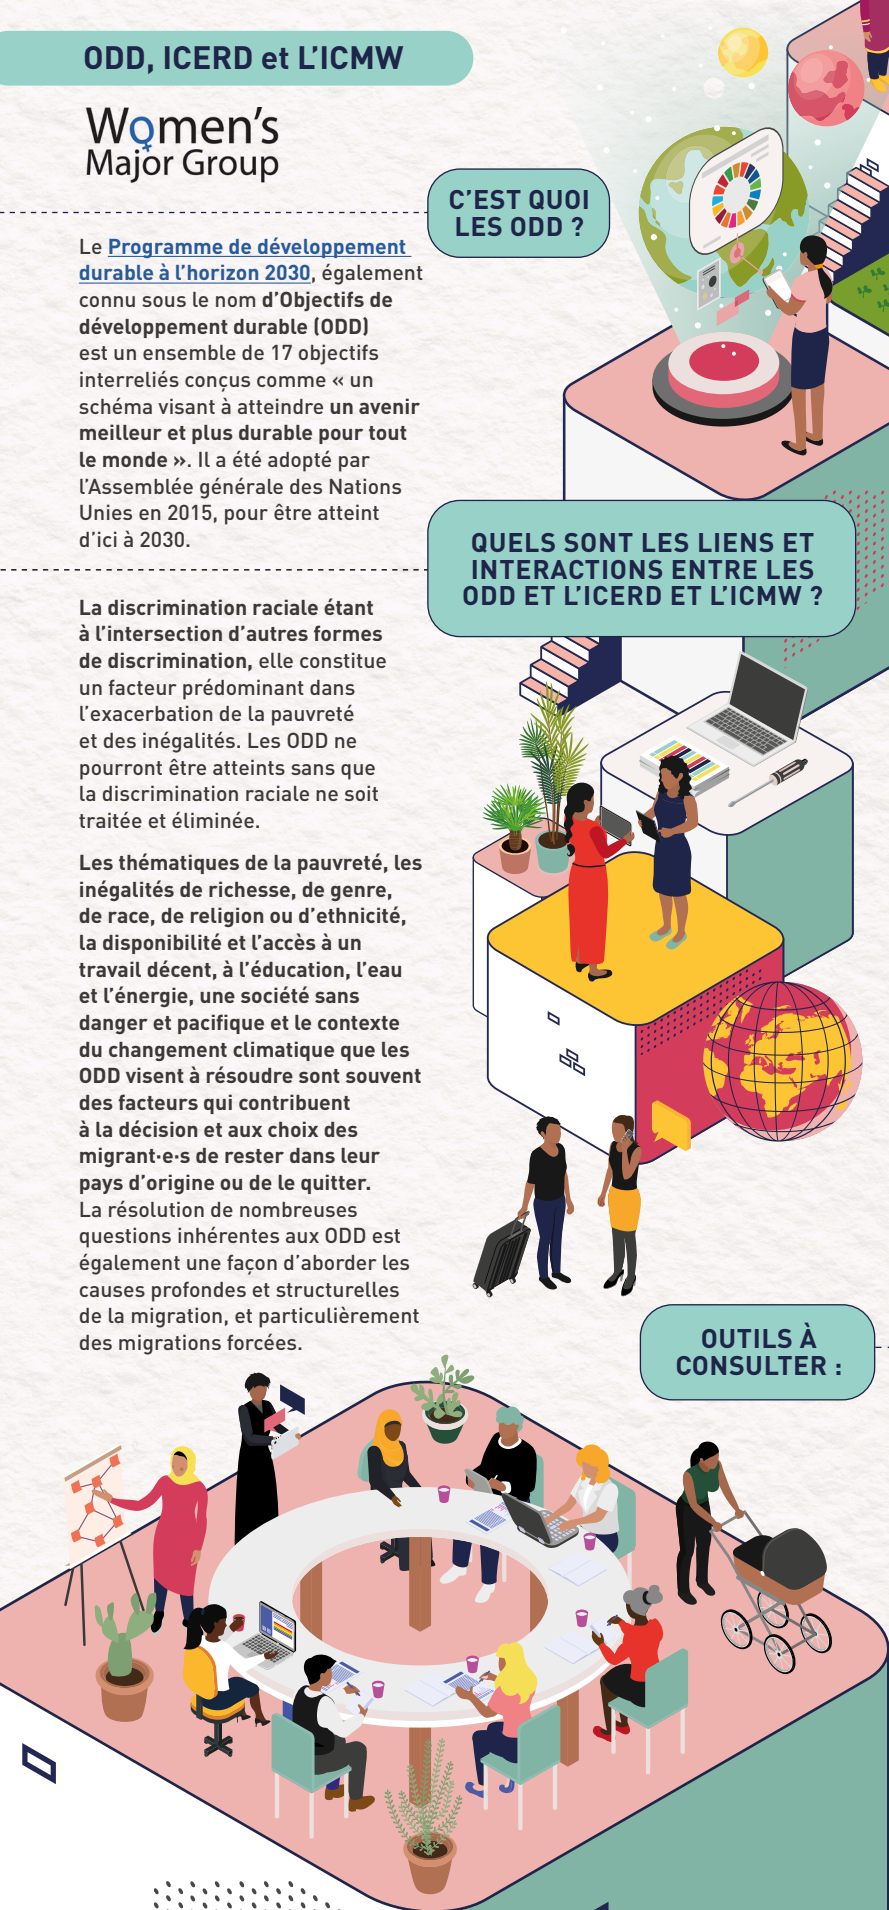 ODD, ICERD et L'ICMW
Women's
Major Group
C'EST QUOI
LES ODD ?
Le Programme de développement
durable à l'horizon 2030, également
connu sous le nom d'Objectifs de
développement durable (ODD)
est un ensemble de 17 objectifs
interreliés conçus comme « un
schéma visant à atteindre un avenir
meilleur et plus durable pour tout
le monde ». Il a été adopté par
l'Assemblée générale des Nations
Unies en 2015, pour être atteint
d'ici à 2030.
QUELS SONT LES LIENS ET
INTERACTIONS ENTRE LES
ODD ET L'ICERD ET L'ICMW ?
La discrimination raciale étant
à l'intersection d'autres formes
de discrimination, elle constitue
un facteur prédominant dans
l'exacerbation de la pauvreté
et des inégalités. Les ODD ne
pourront être atteints sans que
la discrimination raciale ne soit
traitée et éliminée.
Les thématiques de la pauvreté, les
inégalités de richesse, de genre,
de race, de religion ou d'ethnicité,
la disponibilité et l'accès à un
travail décent, à l'éducation, l'eau
et l'énergie, une société sans
danger et pacifique et le contexte
du changement climatique que les
ODD visent à résoudre sont souvent
des facteurs qui contribuent
à la décision et aux choix des
migrant·e·s de rester dans leur
pays d'origine ou de le quitter.
La résolution de nombreuses
questions inhérentes aux ODD est
également une façon d'aborder les
causes profondes et structurelles
de la migration, et particulièrement
des migrations forcées.
OUTILS À
CONSULTER :